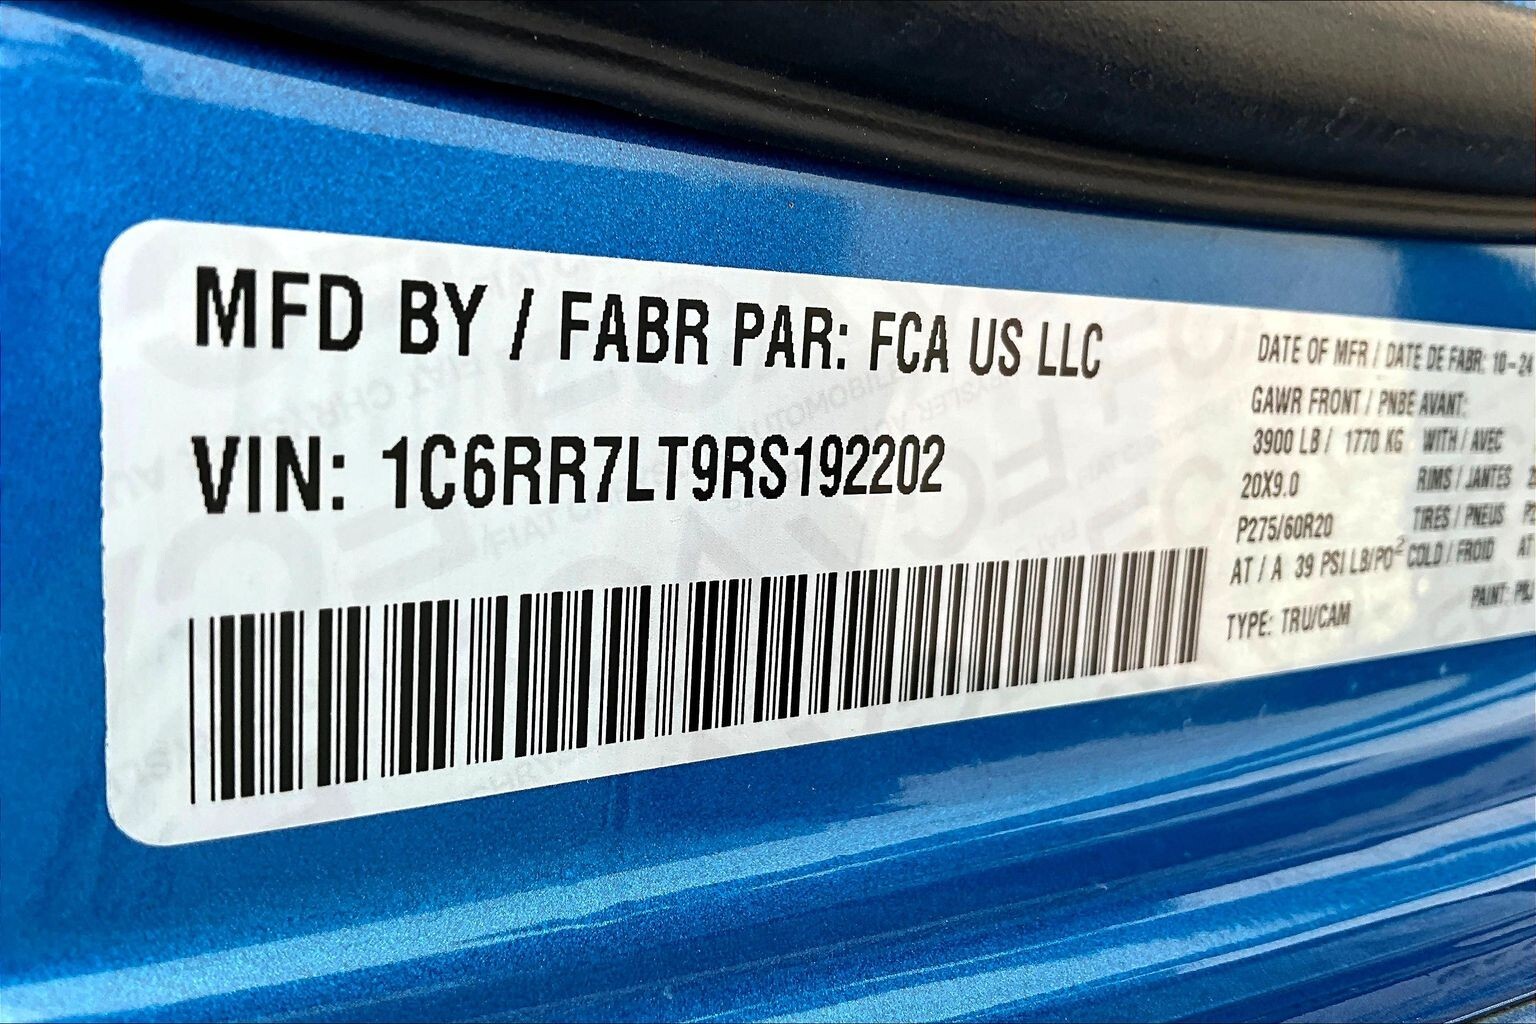 MFD BY / FABR PAR: FCA US LLC
VIN: 1C6RR7LT9RS192202
DATE OF MFR / DATE DE FABR: 10-24
GAWR FRONT / PNBE AVANT:
3900 LB / 1770 KG WITH / AVEC
20X9.0 RIMS / JANTES
P275/60R20 TIRES / PNEUS
AT / A 39 PSI LB/PO² COLD / FROID AT
PAINT:
TYPE: TRU/CAM